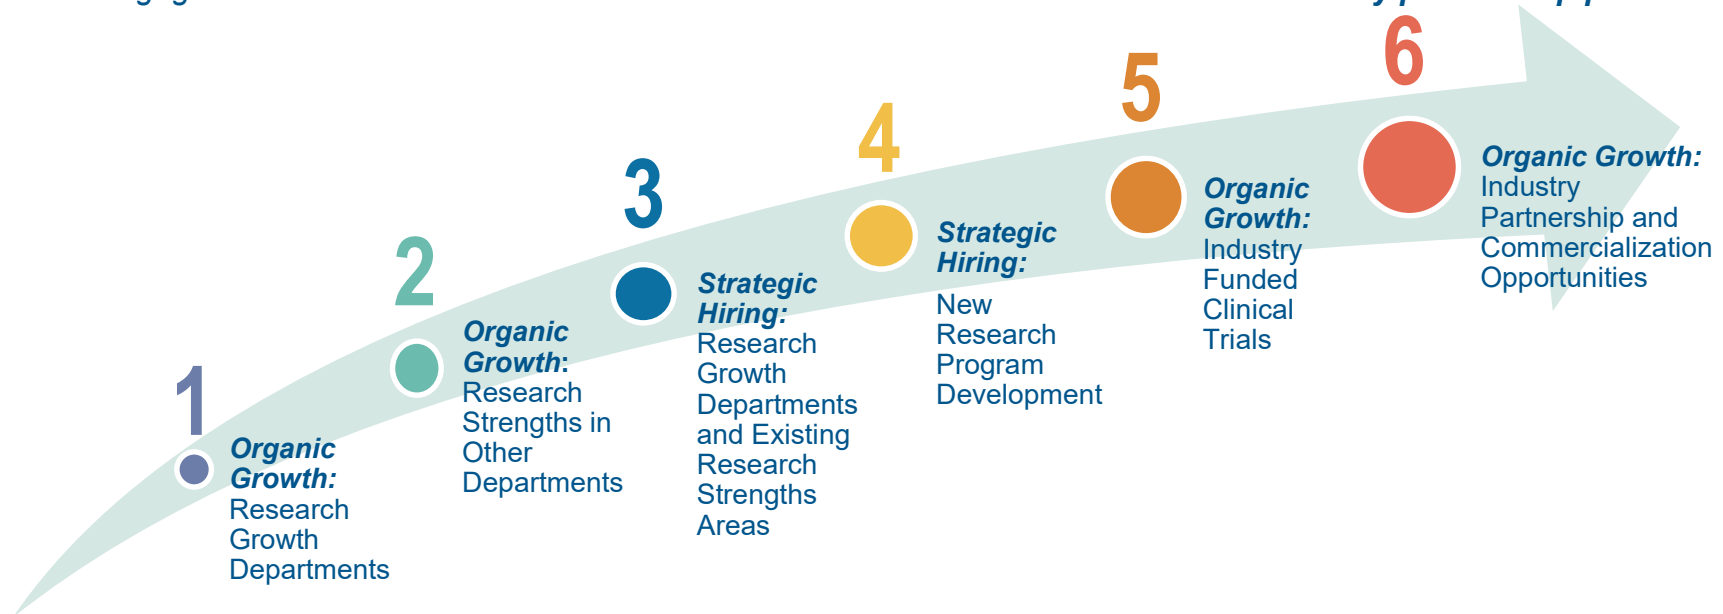 1
Organic
Growth:
Research
Growth
Departments
2
Organic
Growth:
Research
Strengths in
Other
Departments
3
Strategic
Hiring:
Research
Growth
Departments
and Existing
Research
Strengths
Areas
4
Strategic
Hiring:
New
Research
Program
Development
5
Organic
Growth:
Industry
Funded
Clinical
Trials
6
Organic Growth:
Industry
Partnership and
Commercialization
Opportunities